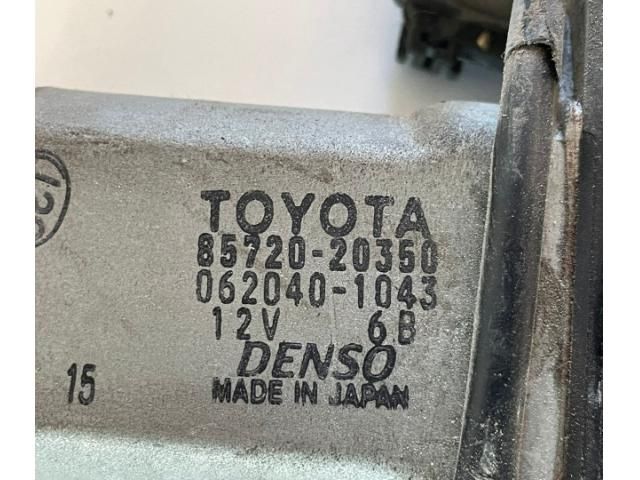 TOYOTA
85720-20350
062040-1043
12V 6B
DENSO
MADE IN JAPAN
15